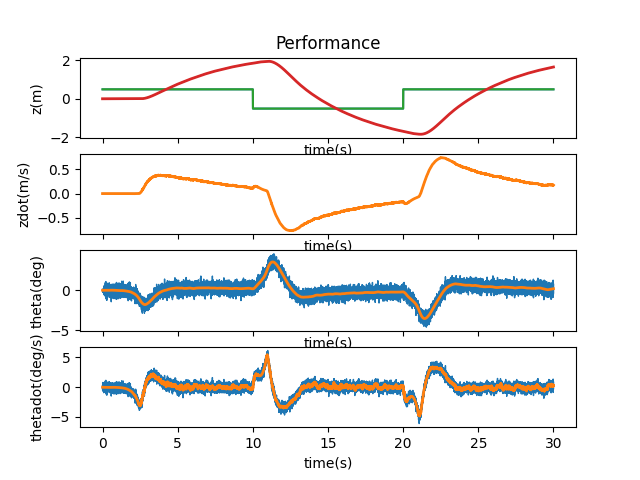 Performance
2
0
−2
z(m)
time(s)
0.5
0.0
−0.5
zdot(m/s)
time(s)
0
−5
theta(deg)
time(s)
5
0
−5
thetadot(deg/s)
0 5 10 15 20 25 30
time(s)